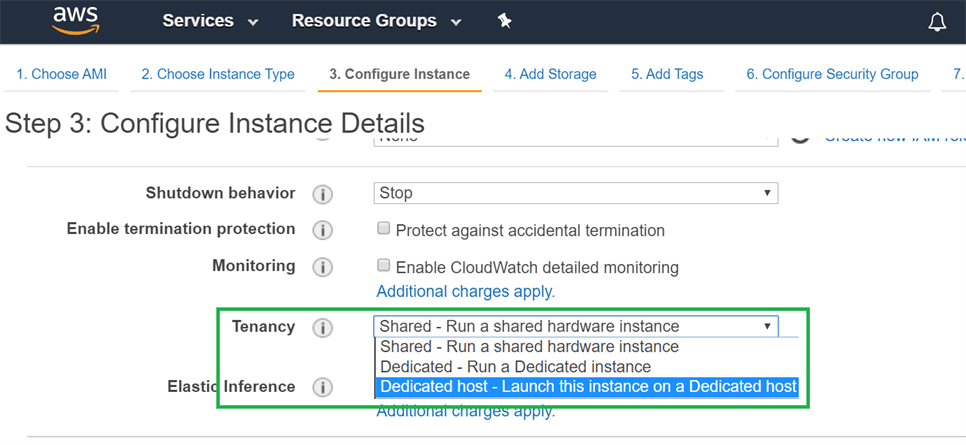 aws Services Resource Groups
1. Choose AMI 2. Choose Instance Type 3. Configure Instance 4. Add Storage 5. Add Tags 6. Configure Security Group 7.
Step 3: Configure Instance Details
None Create new IAM
Shutdown behavior i Stop
Enable termination protection i Protect against accidental termination
Monitoring i Enable CloudWatch detailed monitoring
Additional charges apply.
Tenancy i Shared - Run a shared hardware instance
Shared - Run a shared hardware instance
Dedicated - Run a Dedicated instance
Elastic Inference i Dedicated host - Launch this instance on a Dedicated host
Additional charges apply.